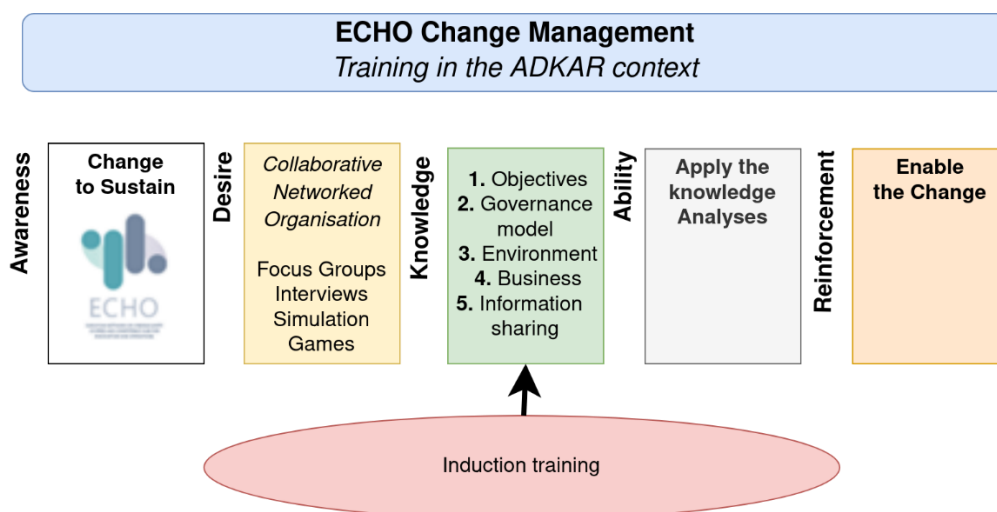 ECHO Change Management
Training in the ADKAR context
Awareness
Change
to Sustain
ECHO
Desire
Collaborative
Networked
Organisation
Focus Groups
Interviews
Simulation
Games
Knowledge
1. Objectives
2. Governance
model
3. Environment
4. Business
5. Information
sharing
Ability
Apply the
knowledge
Analyses
Reinforcement
Enable
the Change
Induction training